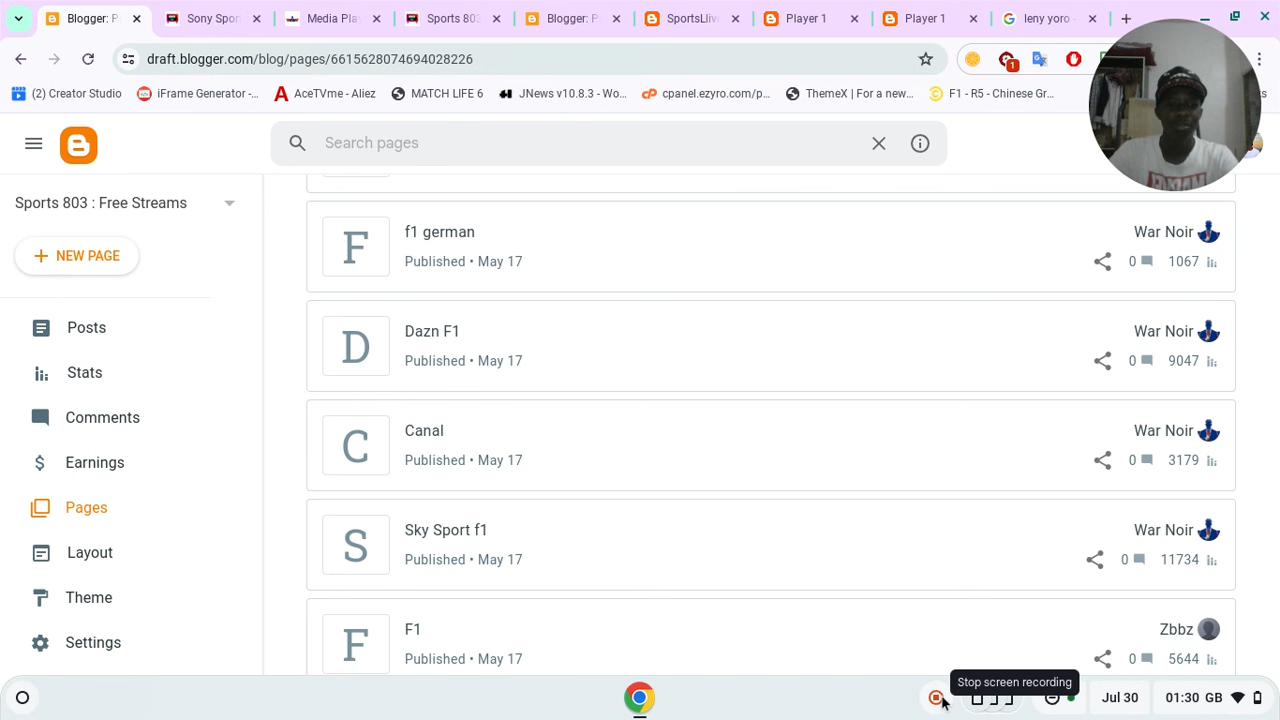 Blogger: P
Sony Spor
Media Pla
Sports 803
Blogger: P
SportsLliv
Player 1
Player 1
leny yoro -
draft.blogger.com/blog/pages/6615628074694028226
1
(2) Creator Studio
iFrame Generator -...
AceTVme - Aliez
MATCH LIFE 6
JNews v10.8.3 - Wo...
cpanel.ezyro.com/p...
ThemeX | For a new...
F1 - R5 - Chinese Gr...
Search pages
Sports 803 : Free Streams
NEW PAGE
Posts
Stats
Comments
Earnings
Pages
Layout
Theme
Settings
F
f1 german
Published • May 17
War Noir
0
1067
D
Dazn F1
Published • May 17
War Noir
0
9047
C
Canal
Published • May 17
War Noir
0
3179
S
Sky Sport f1
Published • May 17
War Noir
0
11734
F
F1
Published • May 17
Zbbz
0
5644
Stop screen recording
Jul 30
01:30 GB